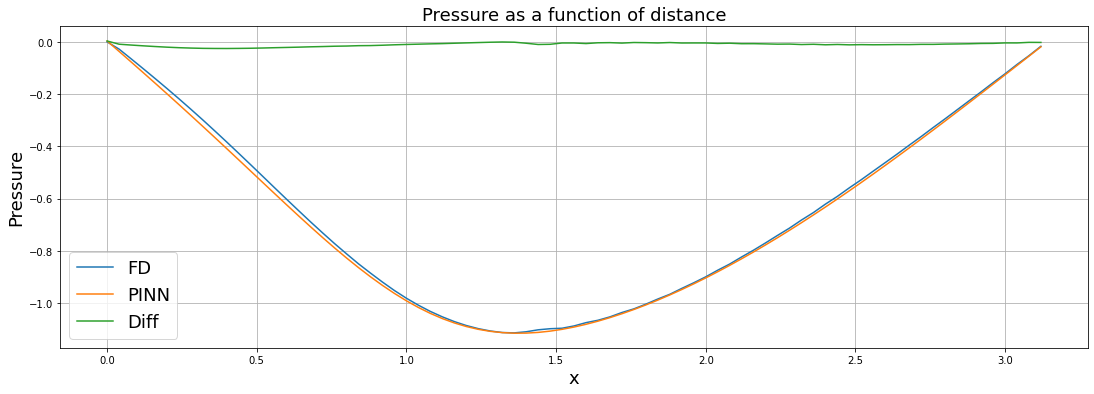 Pressure as a function of distance
Pressure
0.0
−0.2
−0.4
−0.6
−0.8
−1.0
FD
PINN
Diff
0.0 0.5 1.0 1.5 2.0 2.5 3.0
x